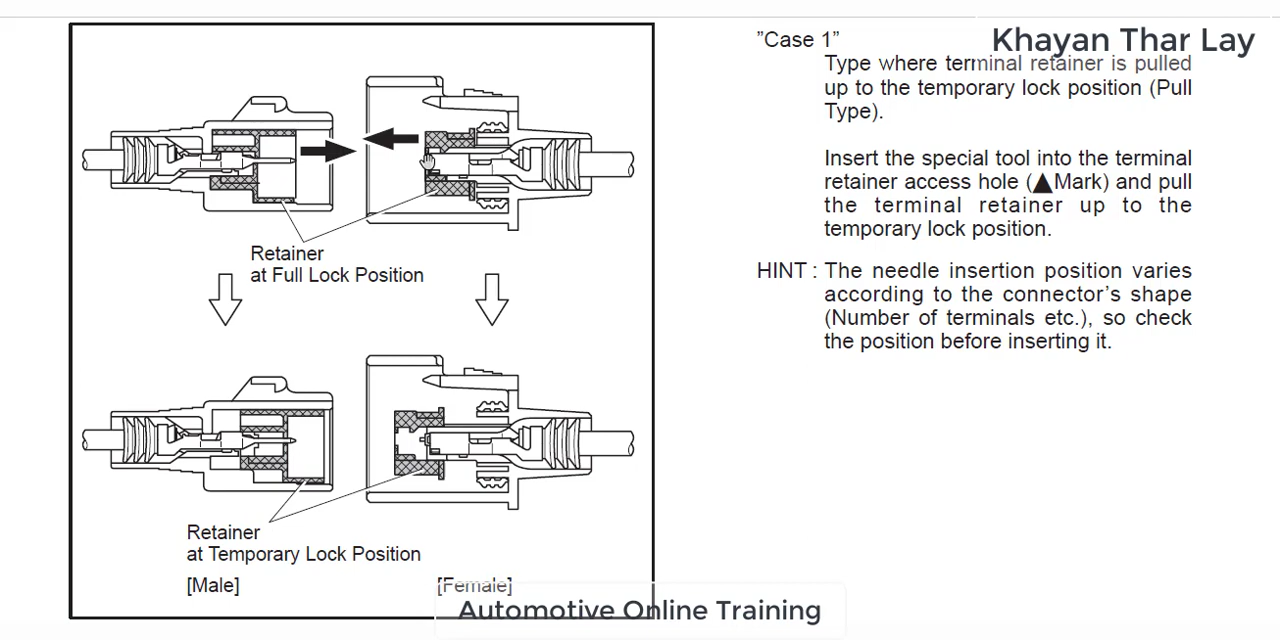 Khayan Thar Lay
”Case 1”
Type where terminal retainer is pulled
up to the temporary lock position (Pull
Type).
Insert the special tool into the terminal
retainer access hole (▲Mark) and pull
the terminal retainer up to the
temporary lock position.
HINT : The needle insertion position varies
according to the connector’s shape
(Number of terminals etc.), so check
the position before inserting it.
Retainer
at Full Lock Position
Retainer
at Temporary Lock Position
[Male]
[Female]
Automotive Online Training